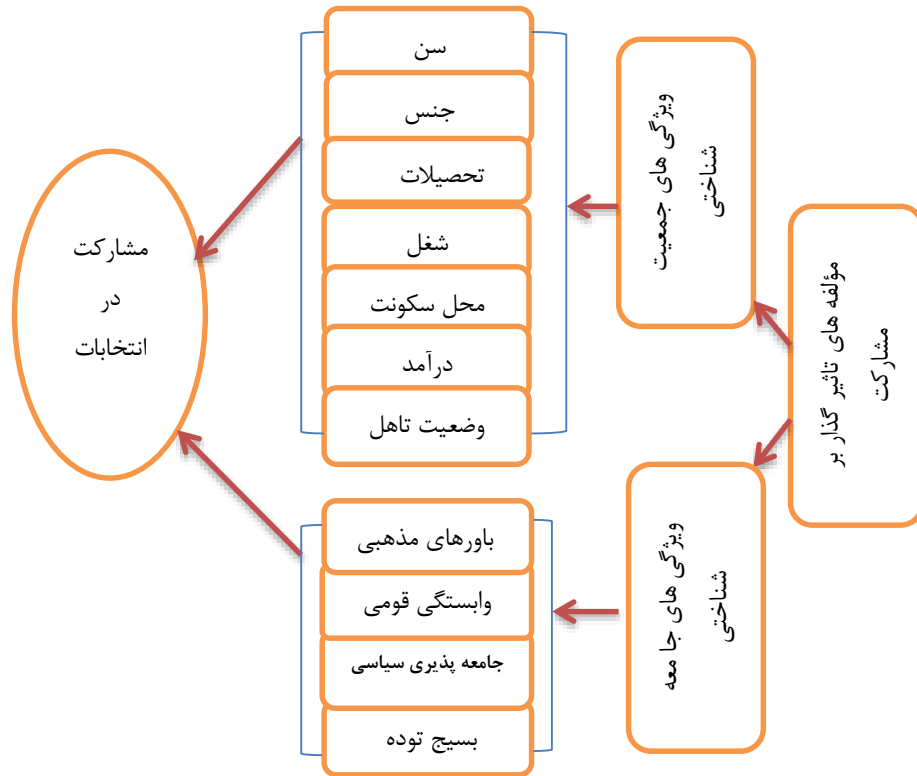 مؤلفه های تاثیر گذار بر
مشارکت
ویژگی های جمعیت
شناختی
سن
جنس
تحصیلات
شغل
محل سکونت
درآمد
وضعیت تاهل
ویژگی های جا معه
شناختی
باورهای مذهبی
وابستگی قومی
جامعه پذیری سیاسی
بسیج توده
مشارکت
در
انتخابات